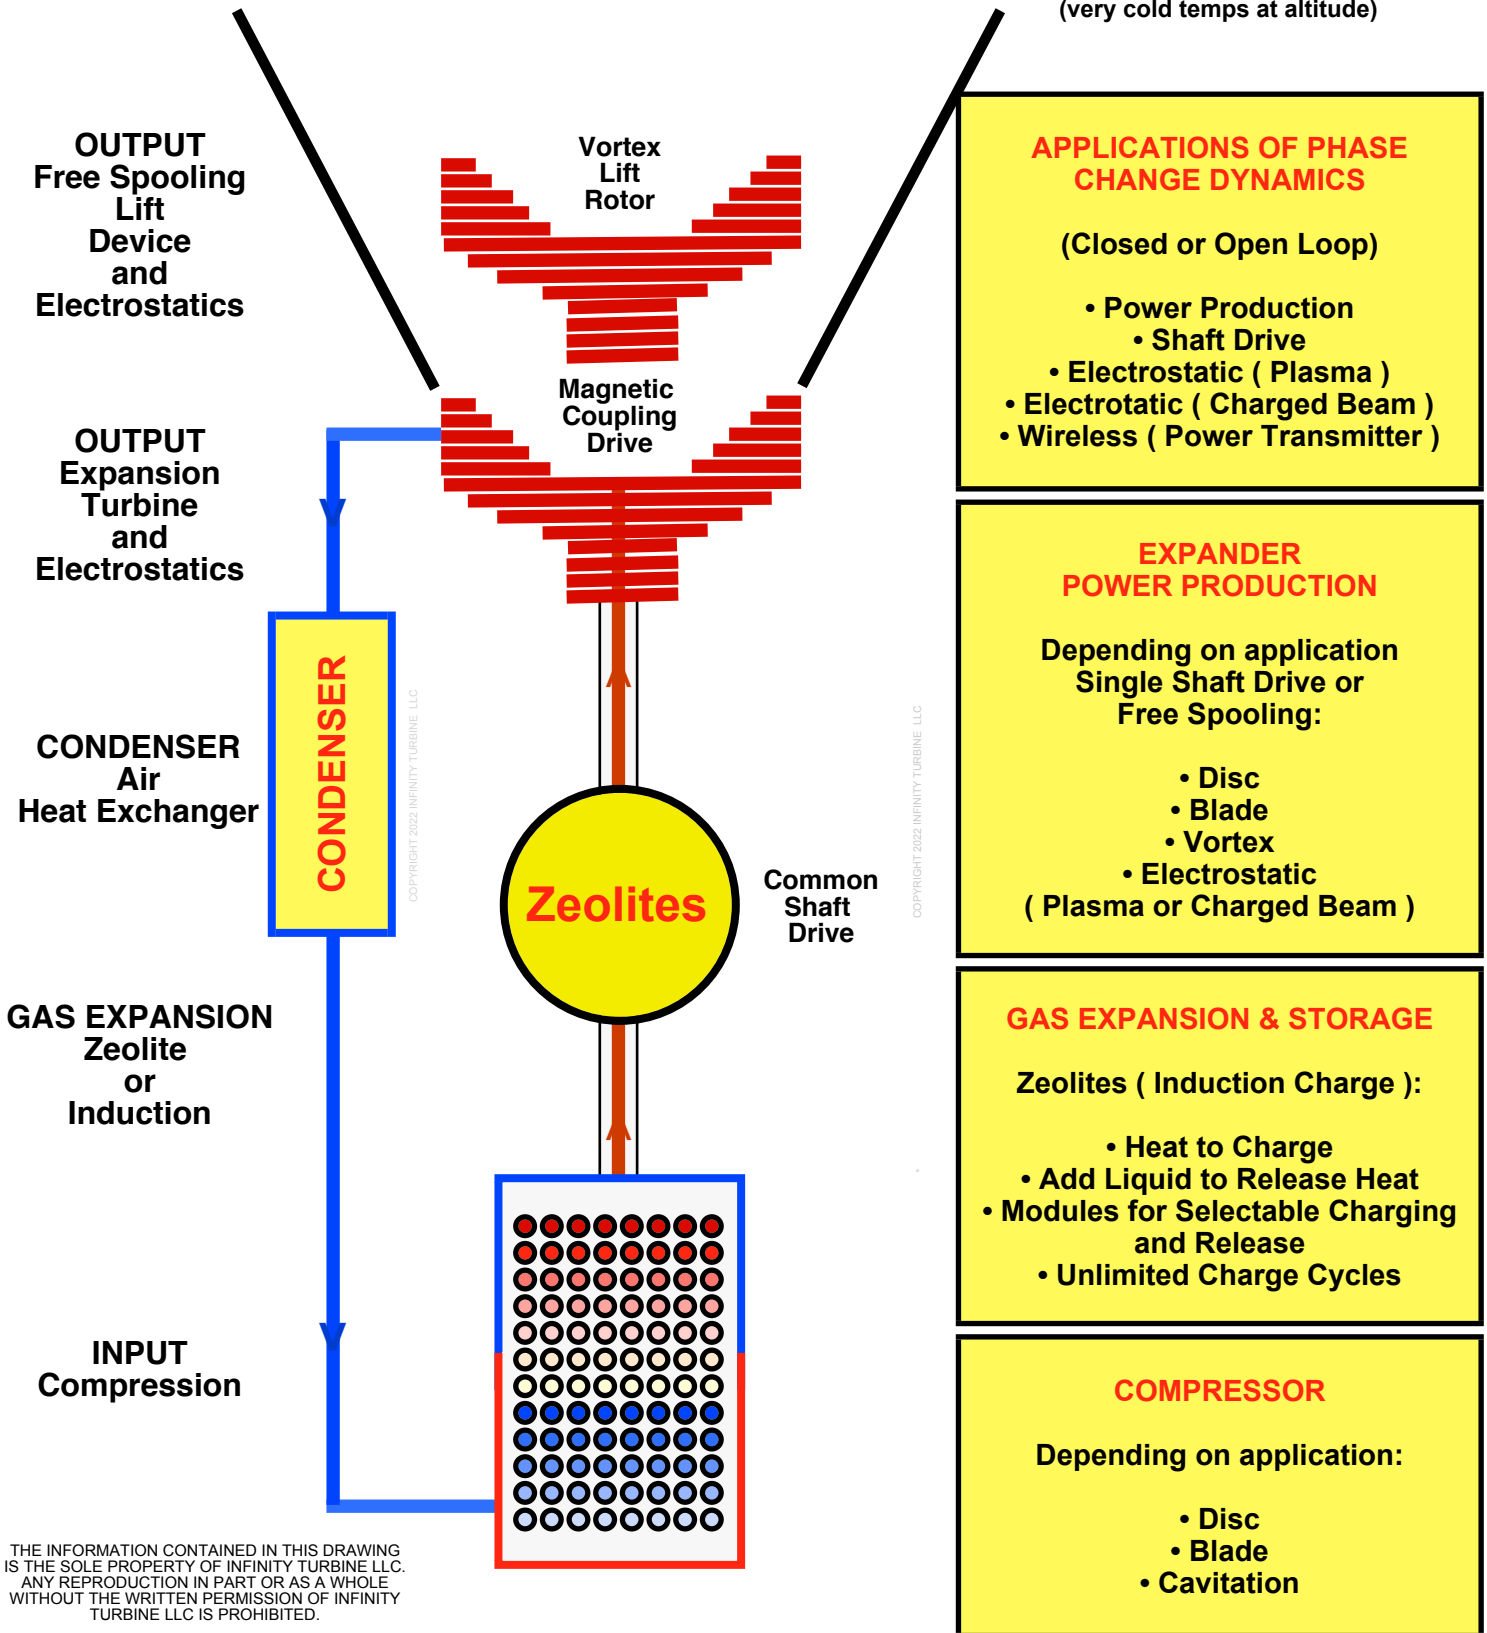 (very cold temps at altitude)
OUTPUT
Free Spooling
Lift
Device
and
Electrostatics
Vortex
Lift
Rotor
Magnetic
Coupling
Drive
OUTPUT
Expansion
Turbine
and
Electrostatics
CONDENSER
CONDENSER
Air
Heat Exchanger
COPYRIGHT 2022 INFINITY TURBINE LLC
COPYRIGHT 2022 INFINITY TURBINE LLC
Zeolites
Common
Shaft
Drive
GAS EXPANSION
Zeolite
or
Induction
INPUT
Compression
THE INFORMATION CONTAINED IN THIS DRAWING
IS THE SOLE PROPERTY OF INFINITY TURBINE LLC.
ANY REPRODUCTION IN PART OR AS A WHOLE
WITHOUT THE WRITTEN PERMISSION OF INFINITY
TURBINE LLC IS PROHIBITED.
APPLICATIONS OF PHASE
CHANGE DYNAMICS
(Closed or Open Loop)
• Power Production
• Shaft Drive
• Electrostatic ( Plasma )
• Electrotatic ( Charged Beam )
• Wireless ( Power Transmitter )
EXPANDER
POWER PRODUCTION
Depending on application
Single Shaft Drive or
Free Spooling:
• Disc
• Blade
• Vortex
• Electrostatic
( Plasma or Charged Beam )
GAS EXPANSION & STORAGE
Zeolites ( Induction Charge ):
• Heat to Charge
• Add Liquid to Release Heat
• Modules for Selectable Charging
and Release
• Unlimited Charge Cycles
COMPRESSOR
Depending on application:
• Disc
• Blade
• Cavitation